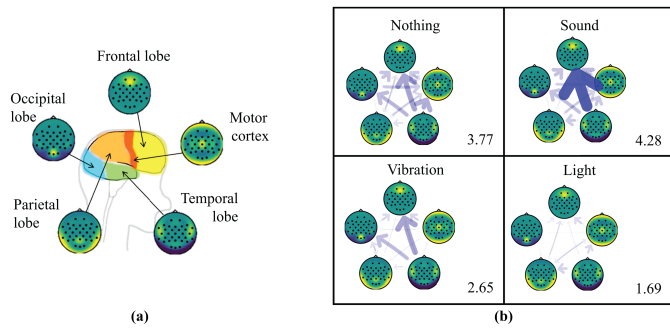 (a)
Frontal lobe
Occipital
lobe
Motor
cortex
Parietal
lobe
Temporal
lobe
(a)
(b)
Nothing
3.77
Sound
4.28
Vibration
2.65
Light
1.69
(b)